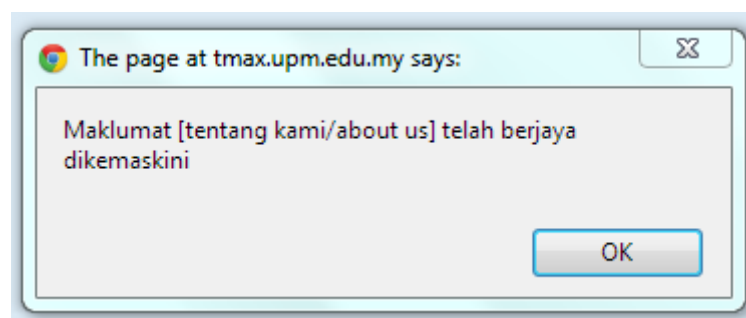 The page at tmax.upm.edu.my says:
Maklumat [tentang kami/about us] telah berjaya
dikemaskini
OK